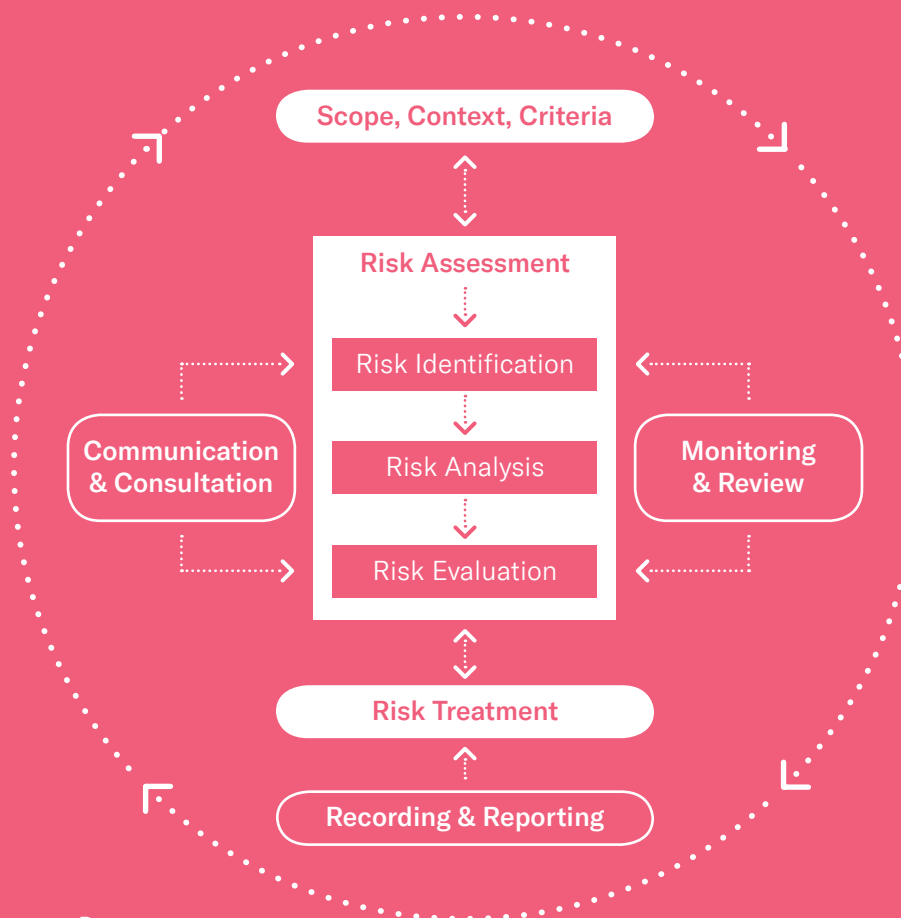 Scope, Context, Criteria
Risk Assessment
Risk Identification
Communication
& Consultation
Risk Analysis
Monitoring
& Review
Risk Evaluation
Risk Treatment
Recording & Reporting